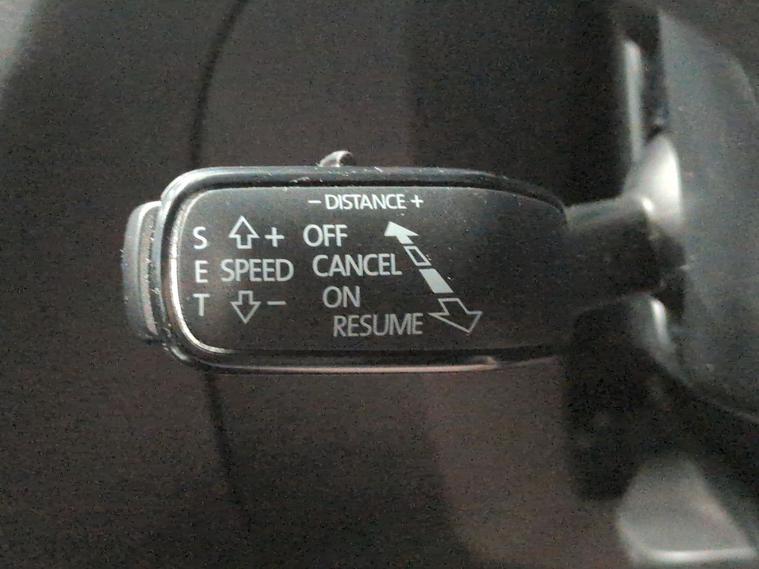 − DISTANCE +
S + OFF
E SPEED CANCEL
T − ON
RESUME